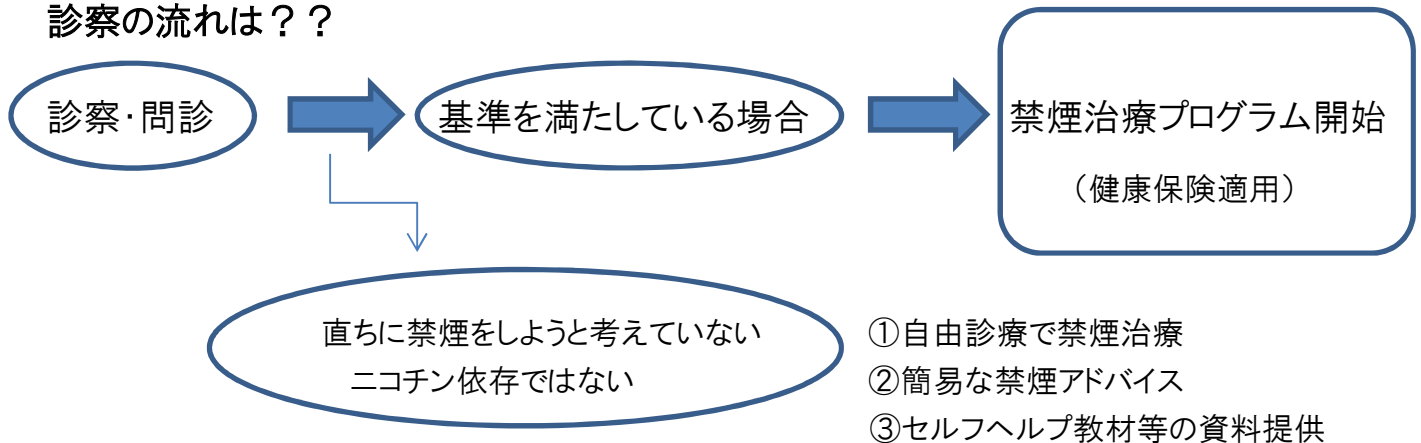 診察の流れは？？
診察・問診
基準を満たしている場合
禁煙治療プログラム開始
（健康保険適用）
直ちに禁煙をしようと考えていない
ニコチン依存ではない
①自由診療で禁煙治療
②簡易な禁煙アドバイス
③セルフヘルプ教材等の資料提供